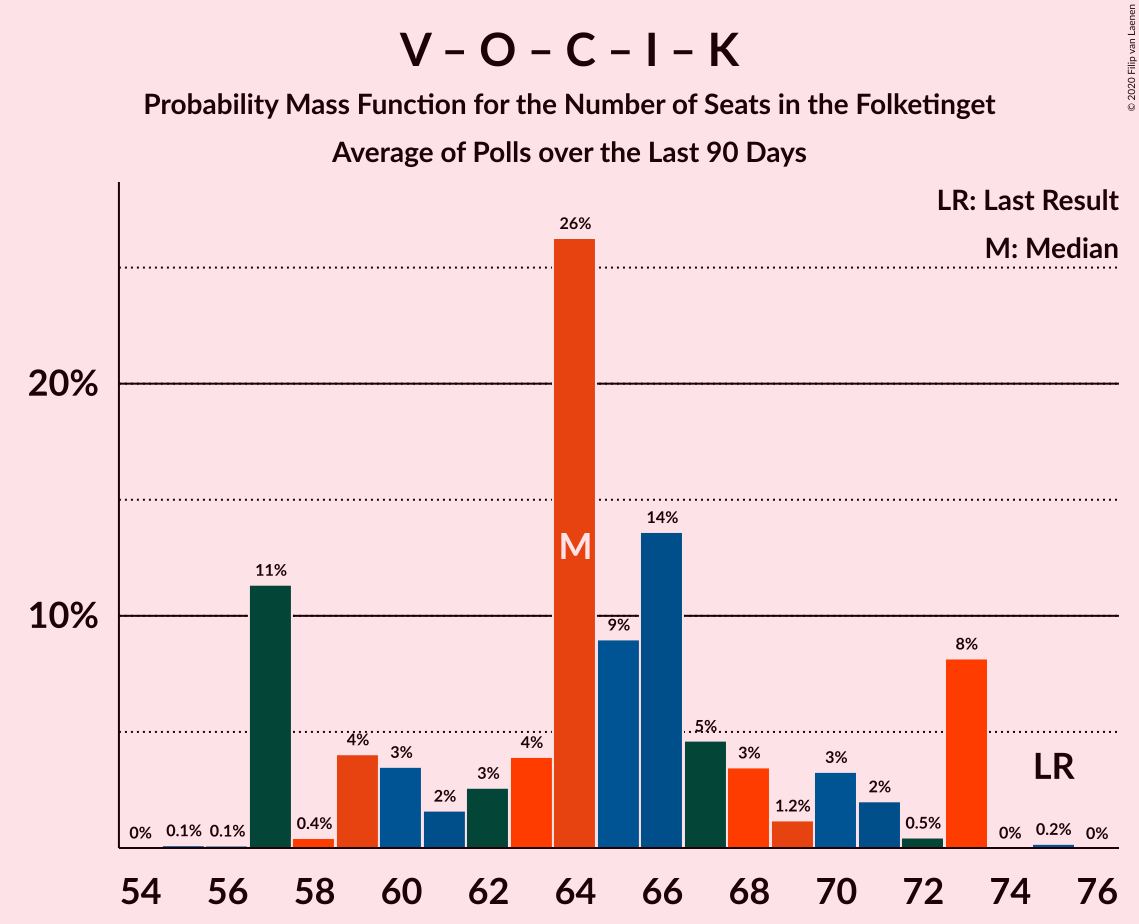 V – O – C – I – K
Probability Mass Function for the Number of Seats in the Folketinget
Average of Polls over the Last 90 Days
© 2020 Filip van Laenen
LR: Last Result
M: Median
20%
10%
0%
0.1%
0.1%
11%
0.4%
4%
3%
2%
3%
4%
26%
M
9%
14%
5%
3%
1.2%
3%
2%
0.5%
8%
0%
LR
0.2%
0%
54 56 58 60 62 64 66 68 70 72 74 76